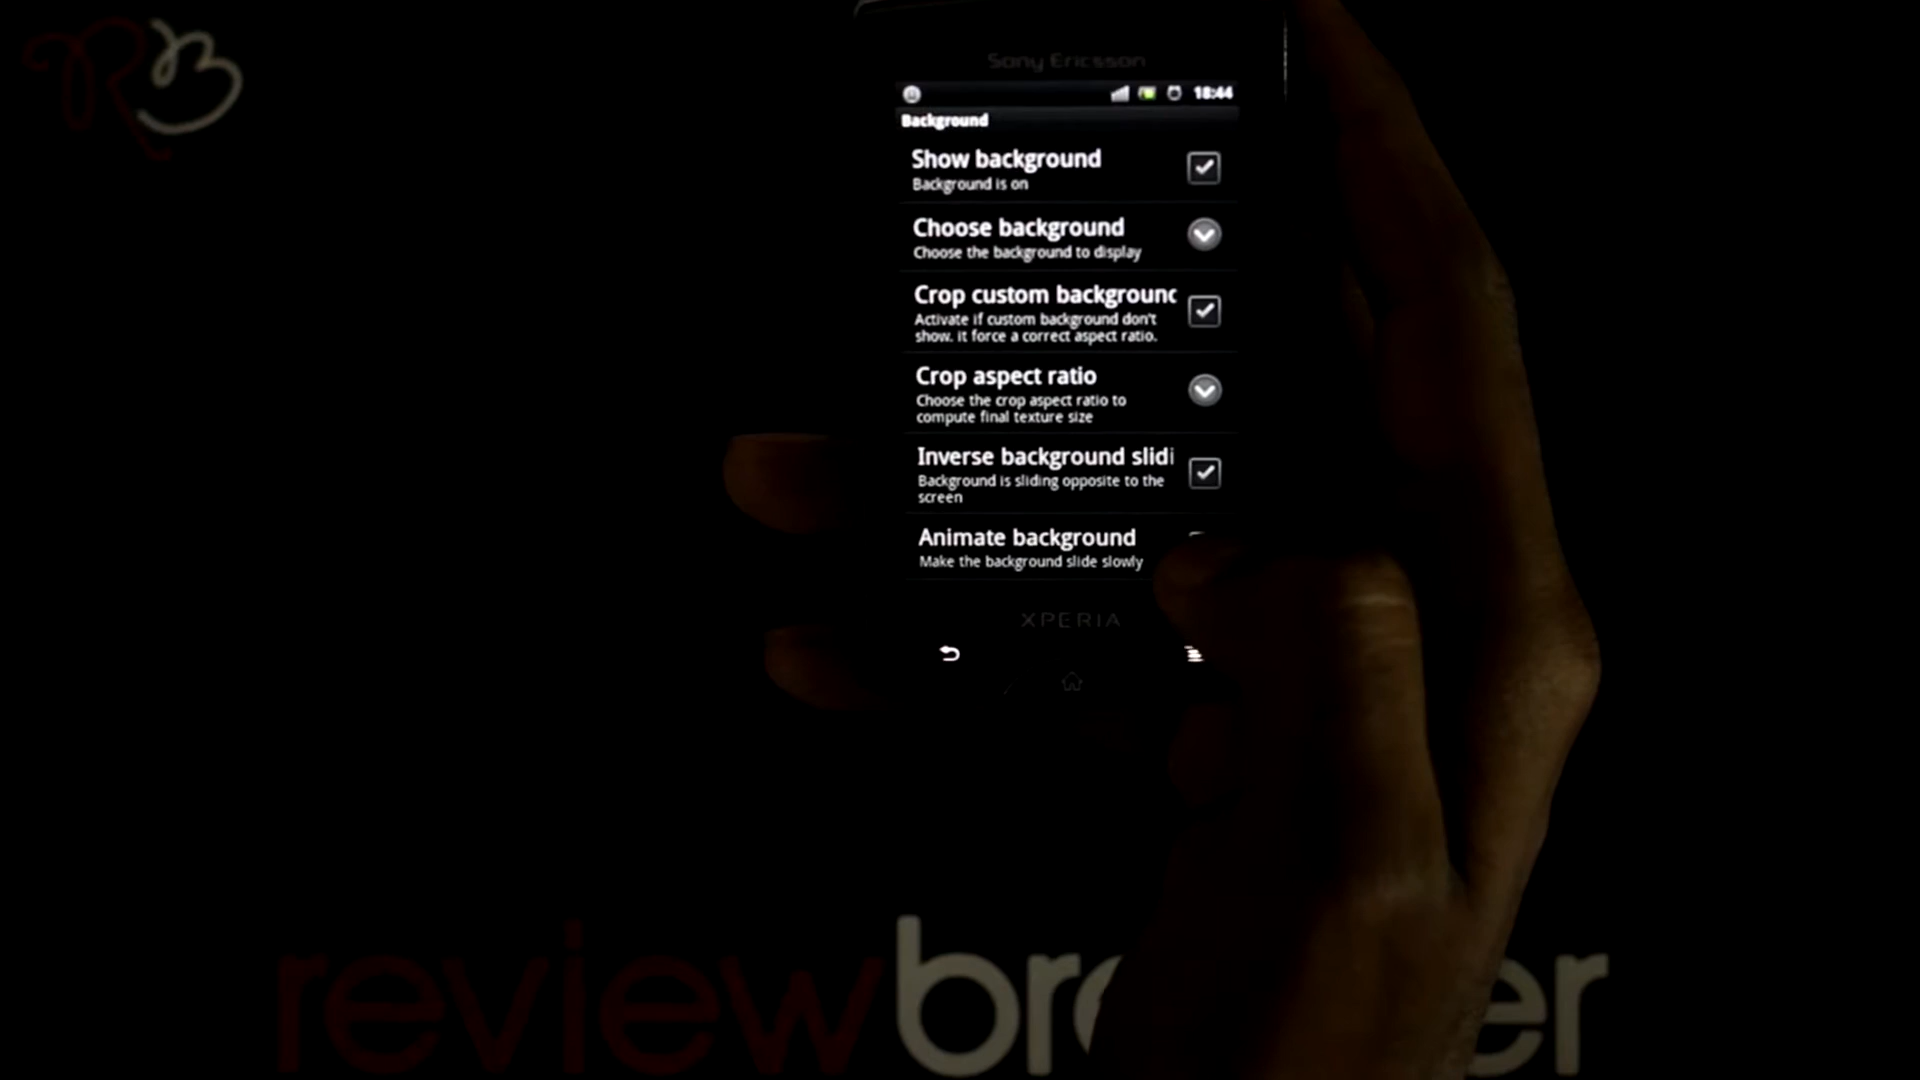 RB
Sony Ericsson
18:44
Background
Show background
Background is on
Choose background
Choose the background to display
Crop custom background
Activate if custom background don't
show. it force a correct aspect ratio.
Crop aspect ratio
Choose the crop aspect ratio to
compute final texture size
Inverse background slidi
Background is sliding opposite to the
screen
Animate background
Make the background slide slowly
XPERIA